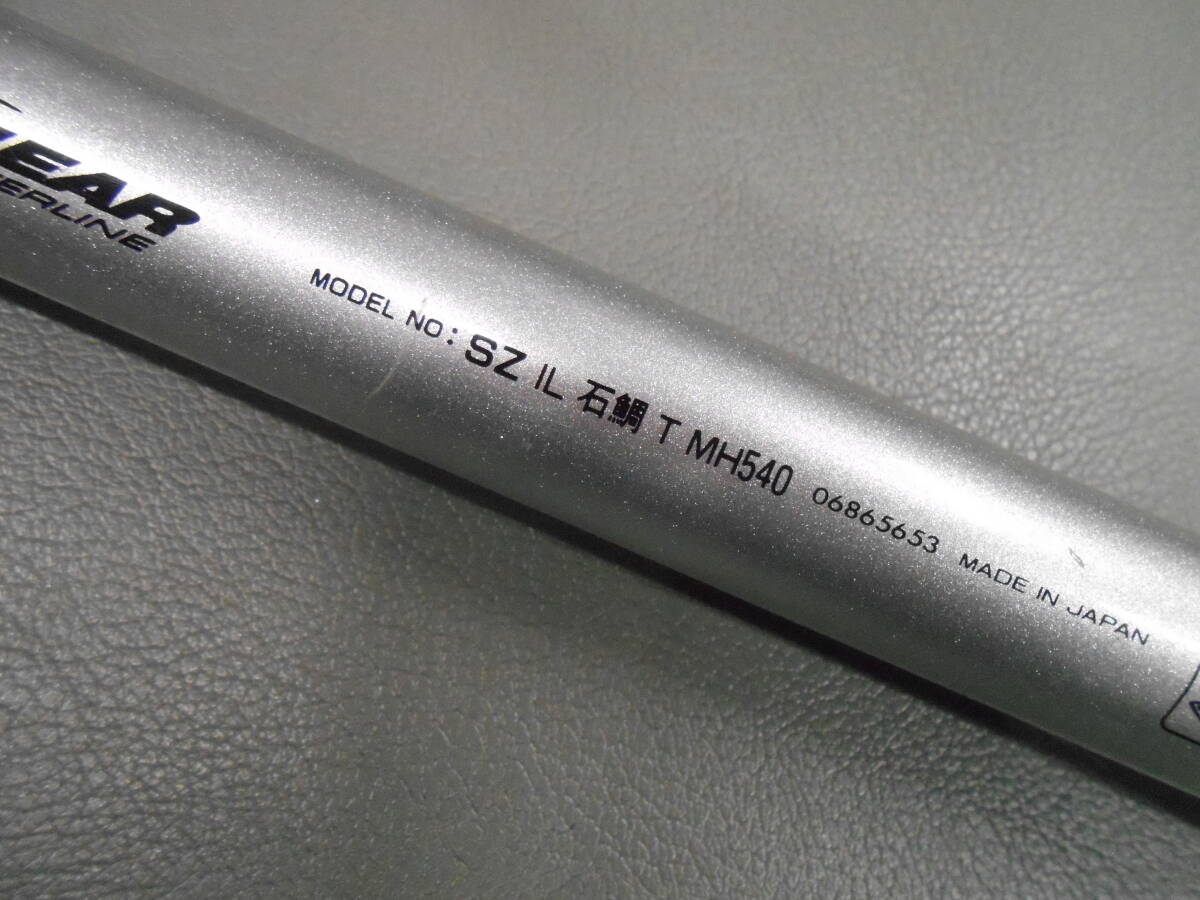 GEAR
ERLINE
MODEL NO: SZ IL 石鯛 T MH540 06865653 MADE IN JAPAN